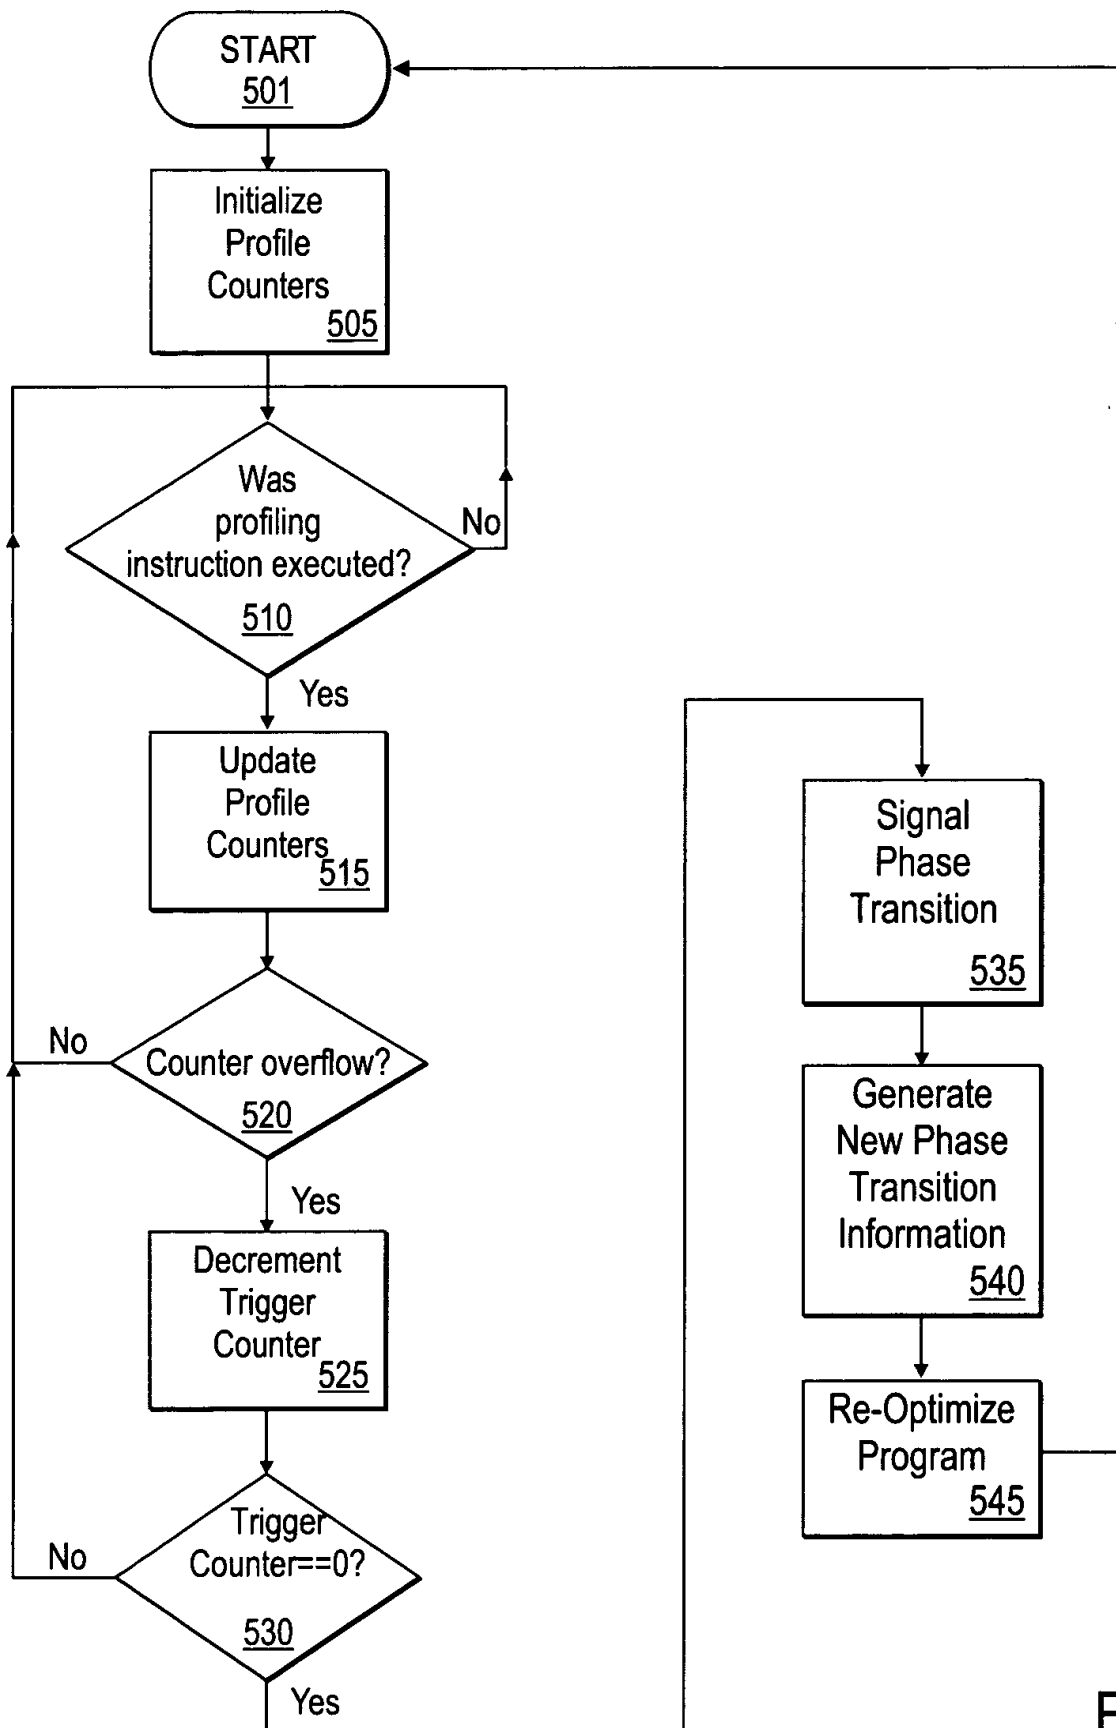 START
501
Initialize
Profile
Counters
505
Was
profiling
instruction executed?
510
No
Yes
Update
Profile
Counters
515
Counter overflow?
520
No
Yes
Decrement
Trigger
Counter
525
Trigger
Counter==0?
530
No
Yes
Signal
Phase
Transition
535
Generate
New Phase
Transition
Information
540
Re-Optimize
Program
545